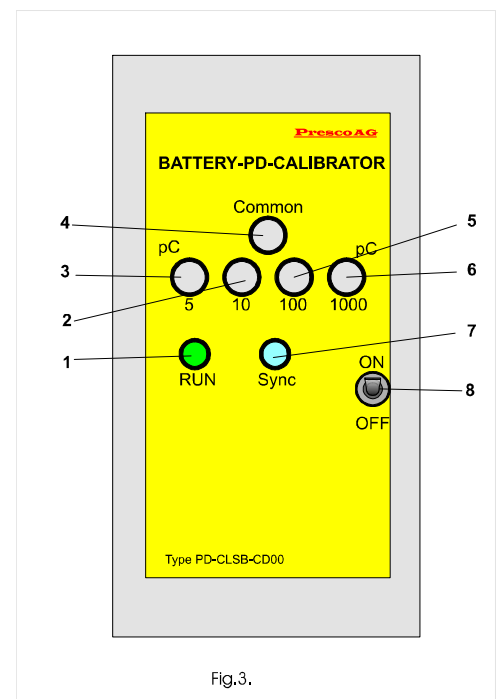 PrescoAG
BATTERY-PD-CALIBRATOR
Common
4
5
pC
pC
3
6
2
5
10
100
1000
7
1
RUN
Sync
ON
8
OFF
Type PD-CLSB-CD00
Fig.3.